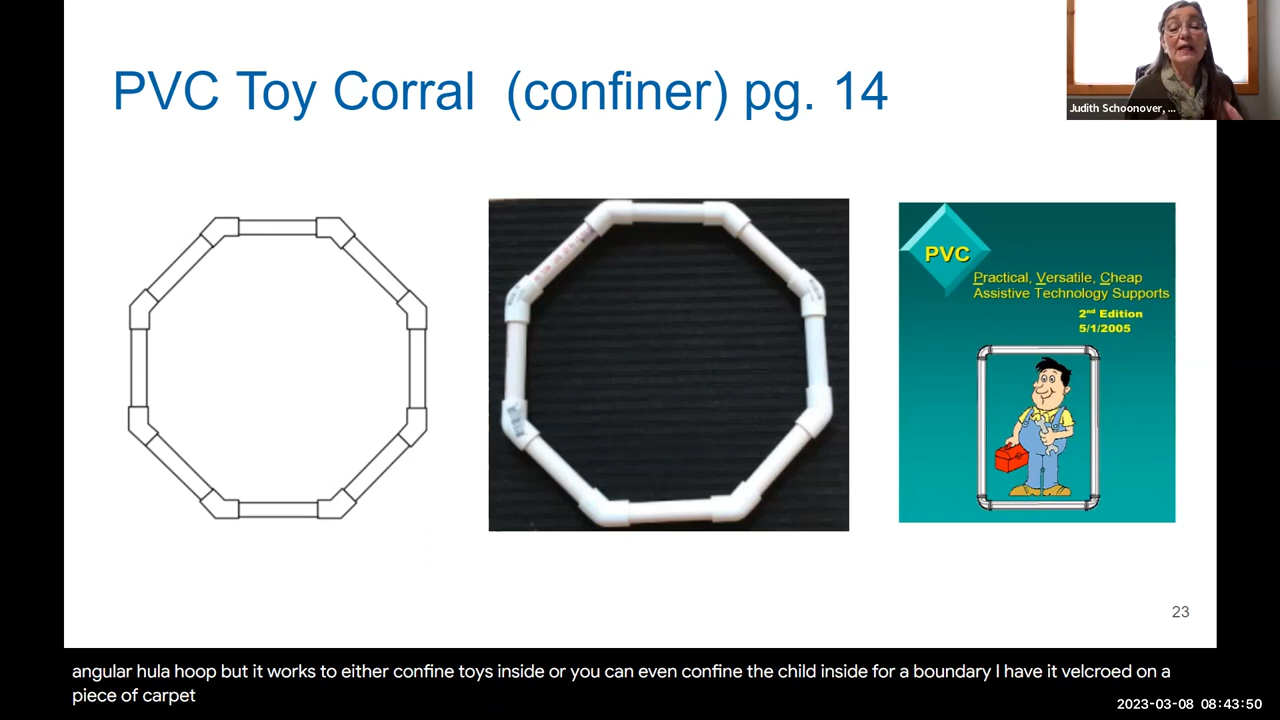 PVC Toy Corral (confiner) pg. 14
Judith Schoonover, ...
PVC
Practical, Versatile, Cheap
Assistive Technology Supports
2nd Edition
5/1/2005
23
angular hula hoop but it works to either confine toys inside or you can even confine the child inside for a boundary I have it velcroed on a
piece of carpet
2023-03-08 08:43:50